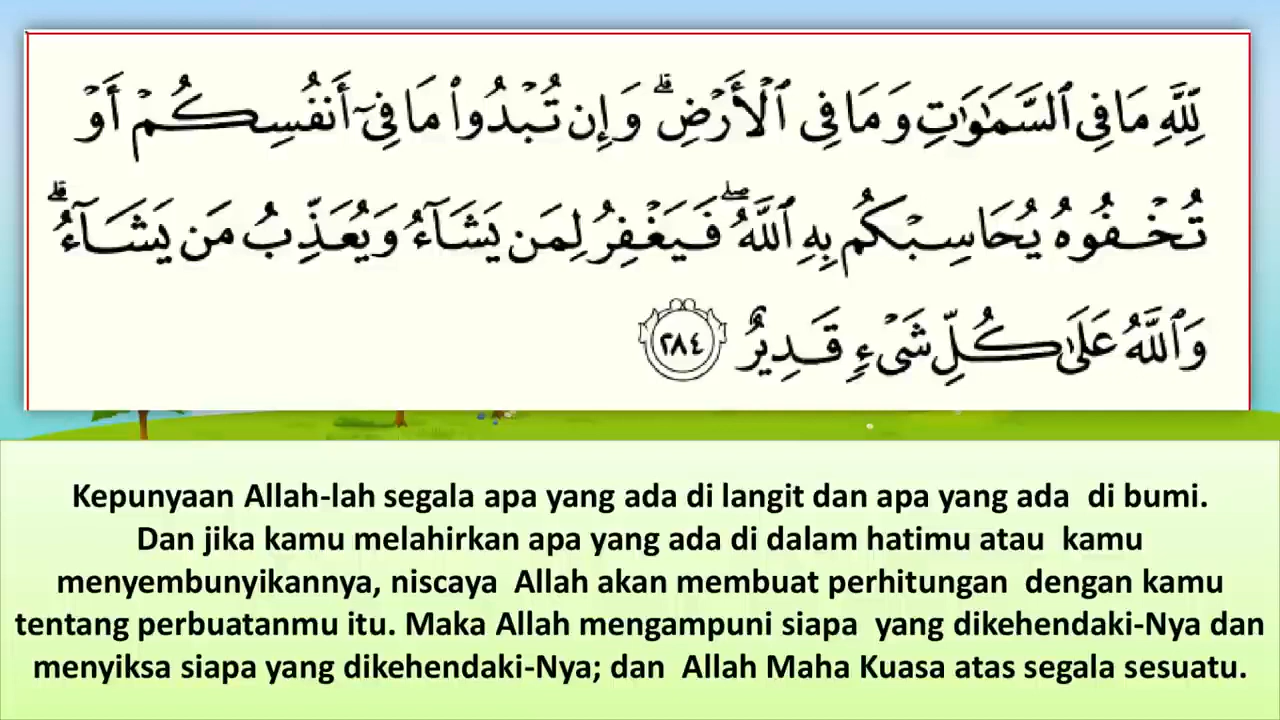 لِلَّهِ مَا فِي ٱلسَّمَـٰوَٰتِ وَمَا فِي ٱلْأَرْضِ ۗ وَإِن تُبْدُوا۟ مَا فِيٓ أَنفُسِكُمْ أَوْ
تُخْفُوهُ يُحَاسِبْكُم بِهِ ٱللَّهُ ۖ فَيَغْفِرُ لِمَن يَشَآءُ وَيُعَذِّبُ مَن يَشَآءُ ۗ
وَٱللَّهُ عَلَىٰ كُلِّ شَيْءٍ قَدِيرٌ ٢٨٤
Kepunyaan Allah-lah segala apa yang ada di langit dan apa yang ada di bumi.
Dan jika kamu melahirkan apa yang ada di dalam hatimu atau kamu
menyembunyikannya, niscaya Allah akan membuat perhitungan dengan kamu
tentang perbuatanmu itu. Maka Allah mengampuni siapa yang dikehendaki-Nya dan
menyiksa siapa yang dikehendaki-Nya; dan Allah Maha Kuasa atas segala sesuatu.